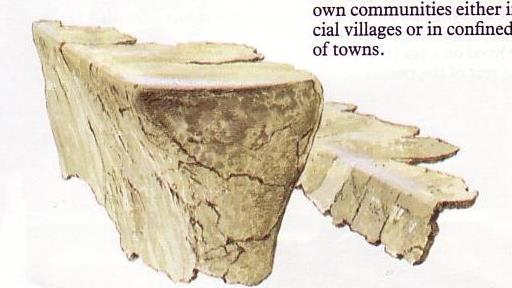 own communities either i
cial villages or in confined
of towns.